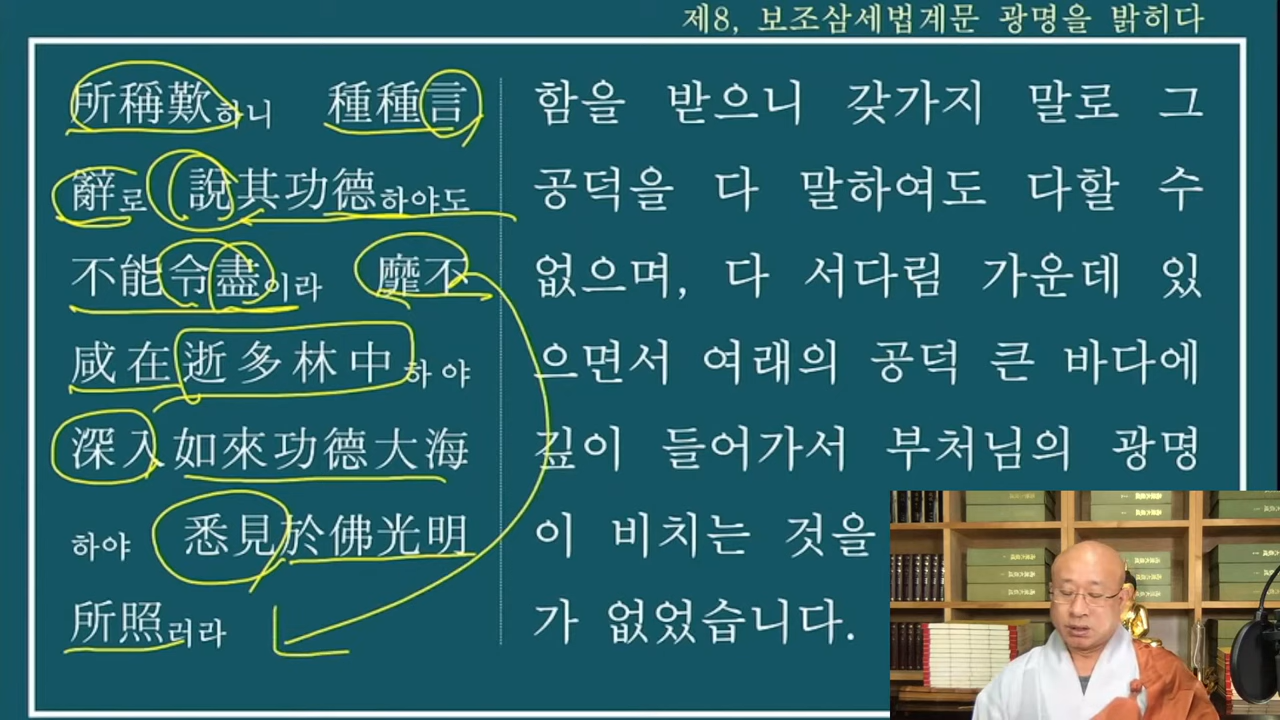 제8, 보조삼세법계문 광명을 밝히다
所稱歎하니 種種言
辭로 說其功德하야도
不能令盡이라 靡不
咸在逝多林中하야
深入如來功德大海
하야 悉見於佛光明
所照러라
함을 받으니 갖가지 말로 그
공덕을 다 말하여도 다할 수
없으며, 다 서다림 가운데 있
으면서 여래의 공덕 큰 바다에
깊이 들어가서 부처님의 광명
이 비치는 것을
가 없었습니다.